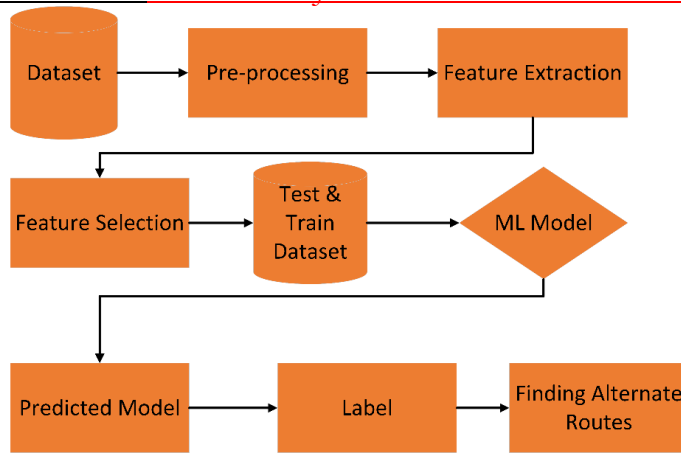 Dataset
Pre-processing
Feature Extraction
Feature Selection
Test &
Train
Dataset
ML Model
Predicted Model
Label
Finding Alternate
Routes